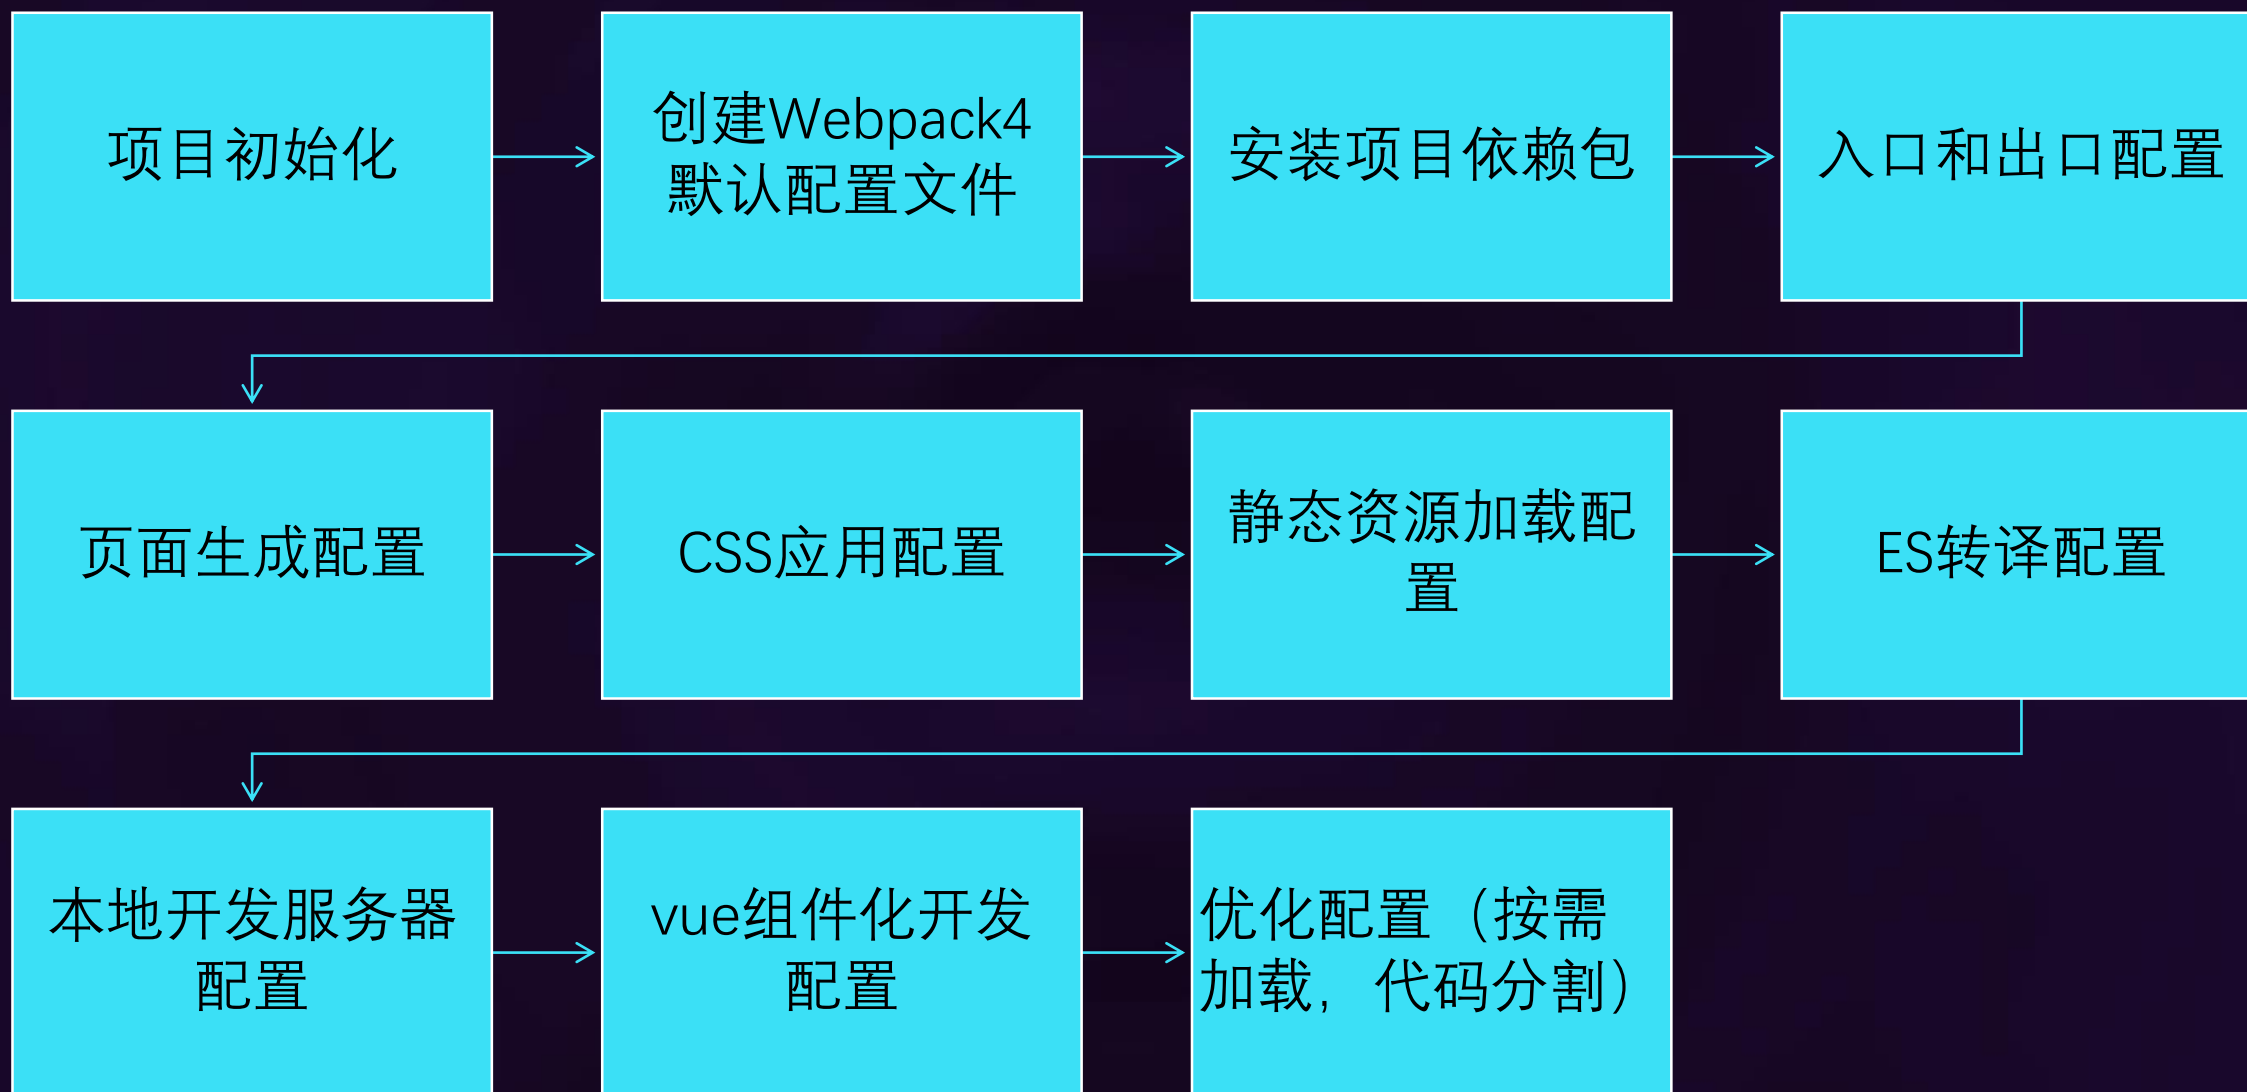 项目初始化
创建Webpack4
默认配置文件
安装项目依赖包
入口和出口配置
页面生成配置
CSS应用配置
静态资源加载配
置
ES转译配置
本地开发服务器
配置
vue组件化开发
配置
优化配置（按需
加载，代码分割）